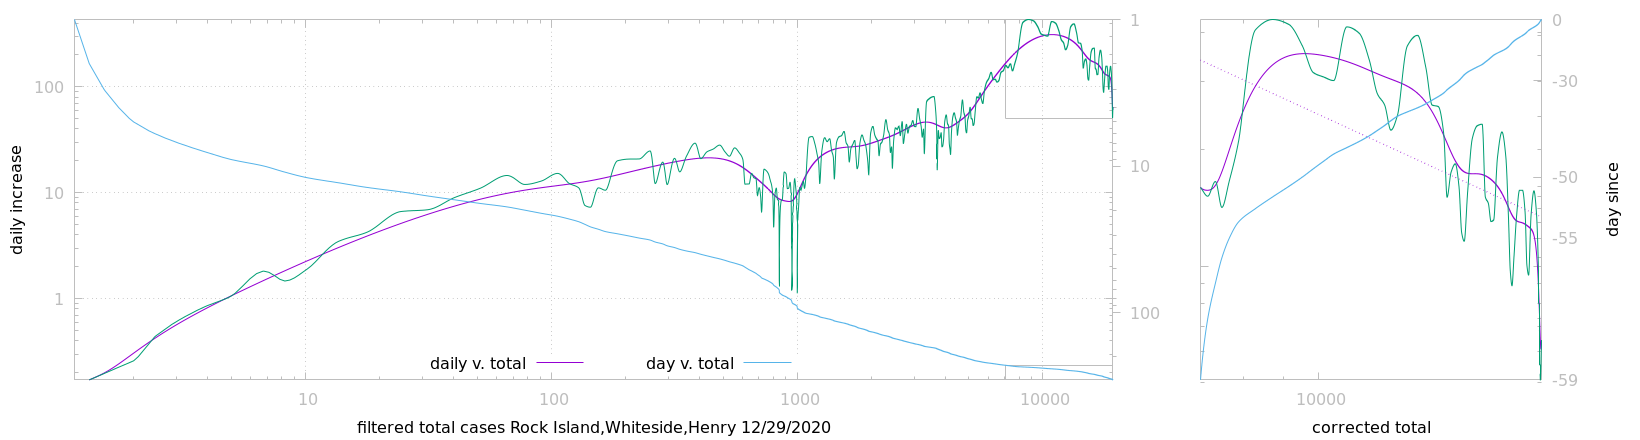 daily increase
100
10
1
10
100
1000
10000
1
10
100
daily v. total
day v. total
filtered total cases Rock Island,Whiteside,Henry 12/29/2020
0
-30
-50
-55
-59
day since
10000
corrected total